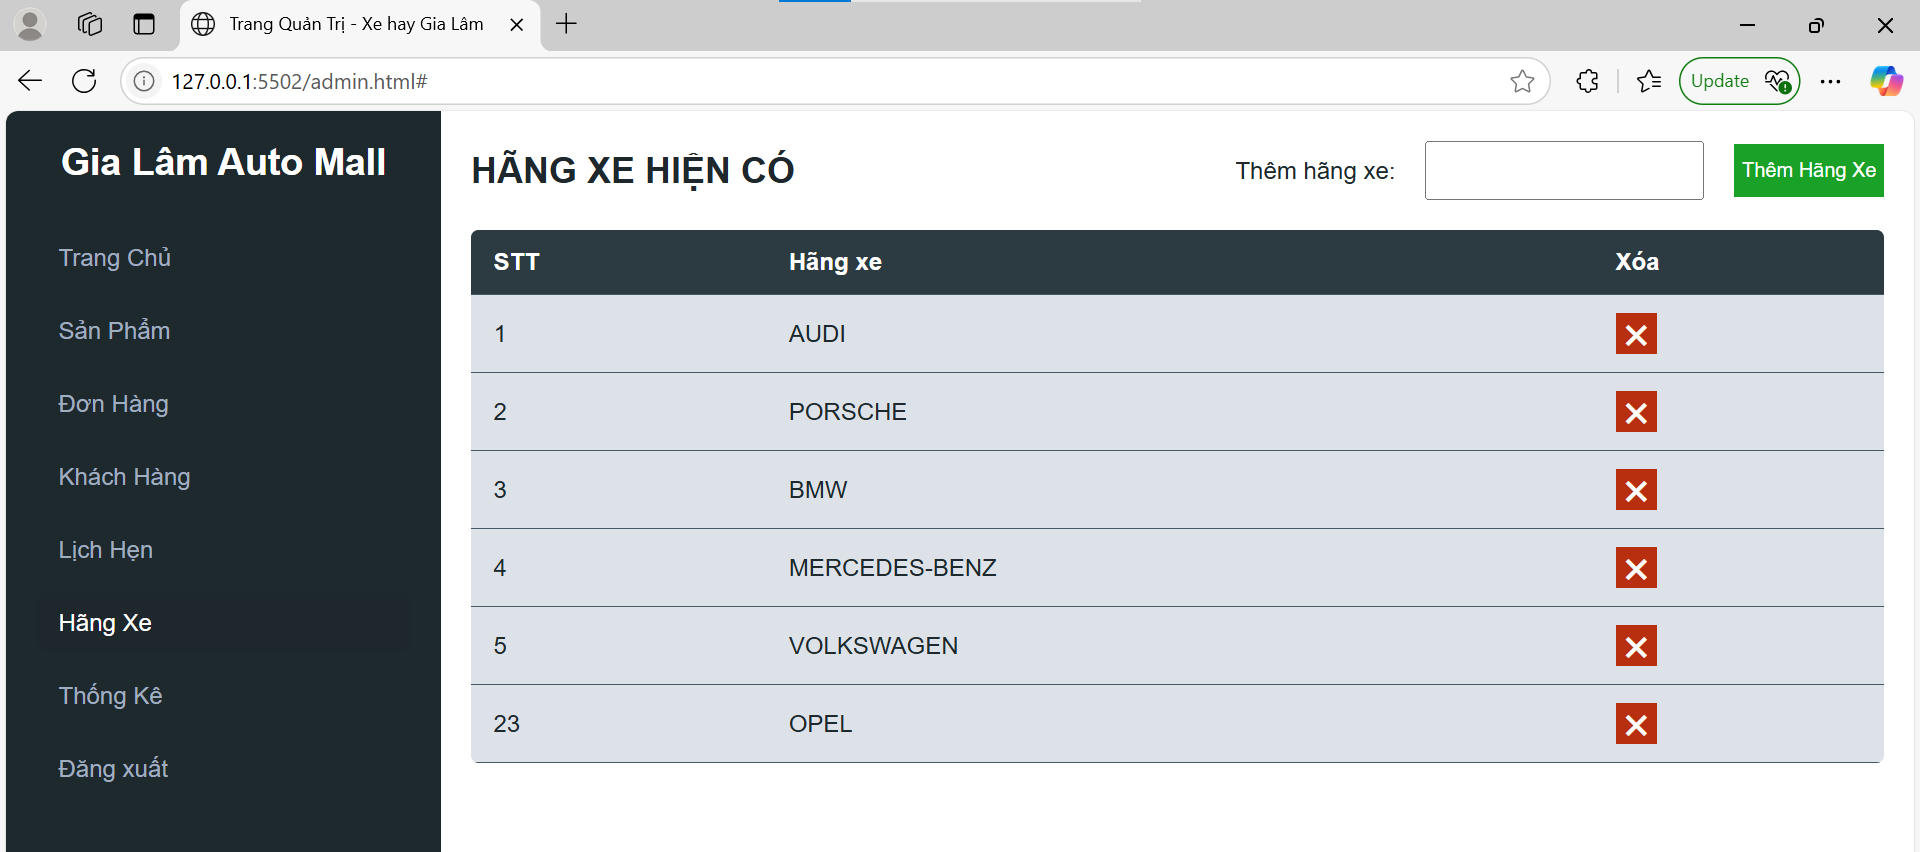 Trang Quản Trị - Xe hay Gia Lâm
127.0.0.1:5502/admin.html#
Update
Gia Lâm Auto Mall
Trang Chủ
Sản Phẩm
Đơn Hàng
Khách Hàng
Lịch Hẹn
Hãng Xe
Thống Kê
Đăng xuất
HÃNG XE HIỆN CÓ
Thêm hãng xe:
Thêm Hãng Xe
STT Hãng xe Xóa
1 AUDI
2 PORSCHE
3 BMW
4 MERCEDES-BENZ
5 VOLKSWAGEN
23 OPEL